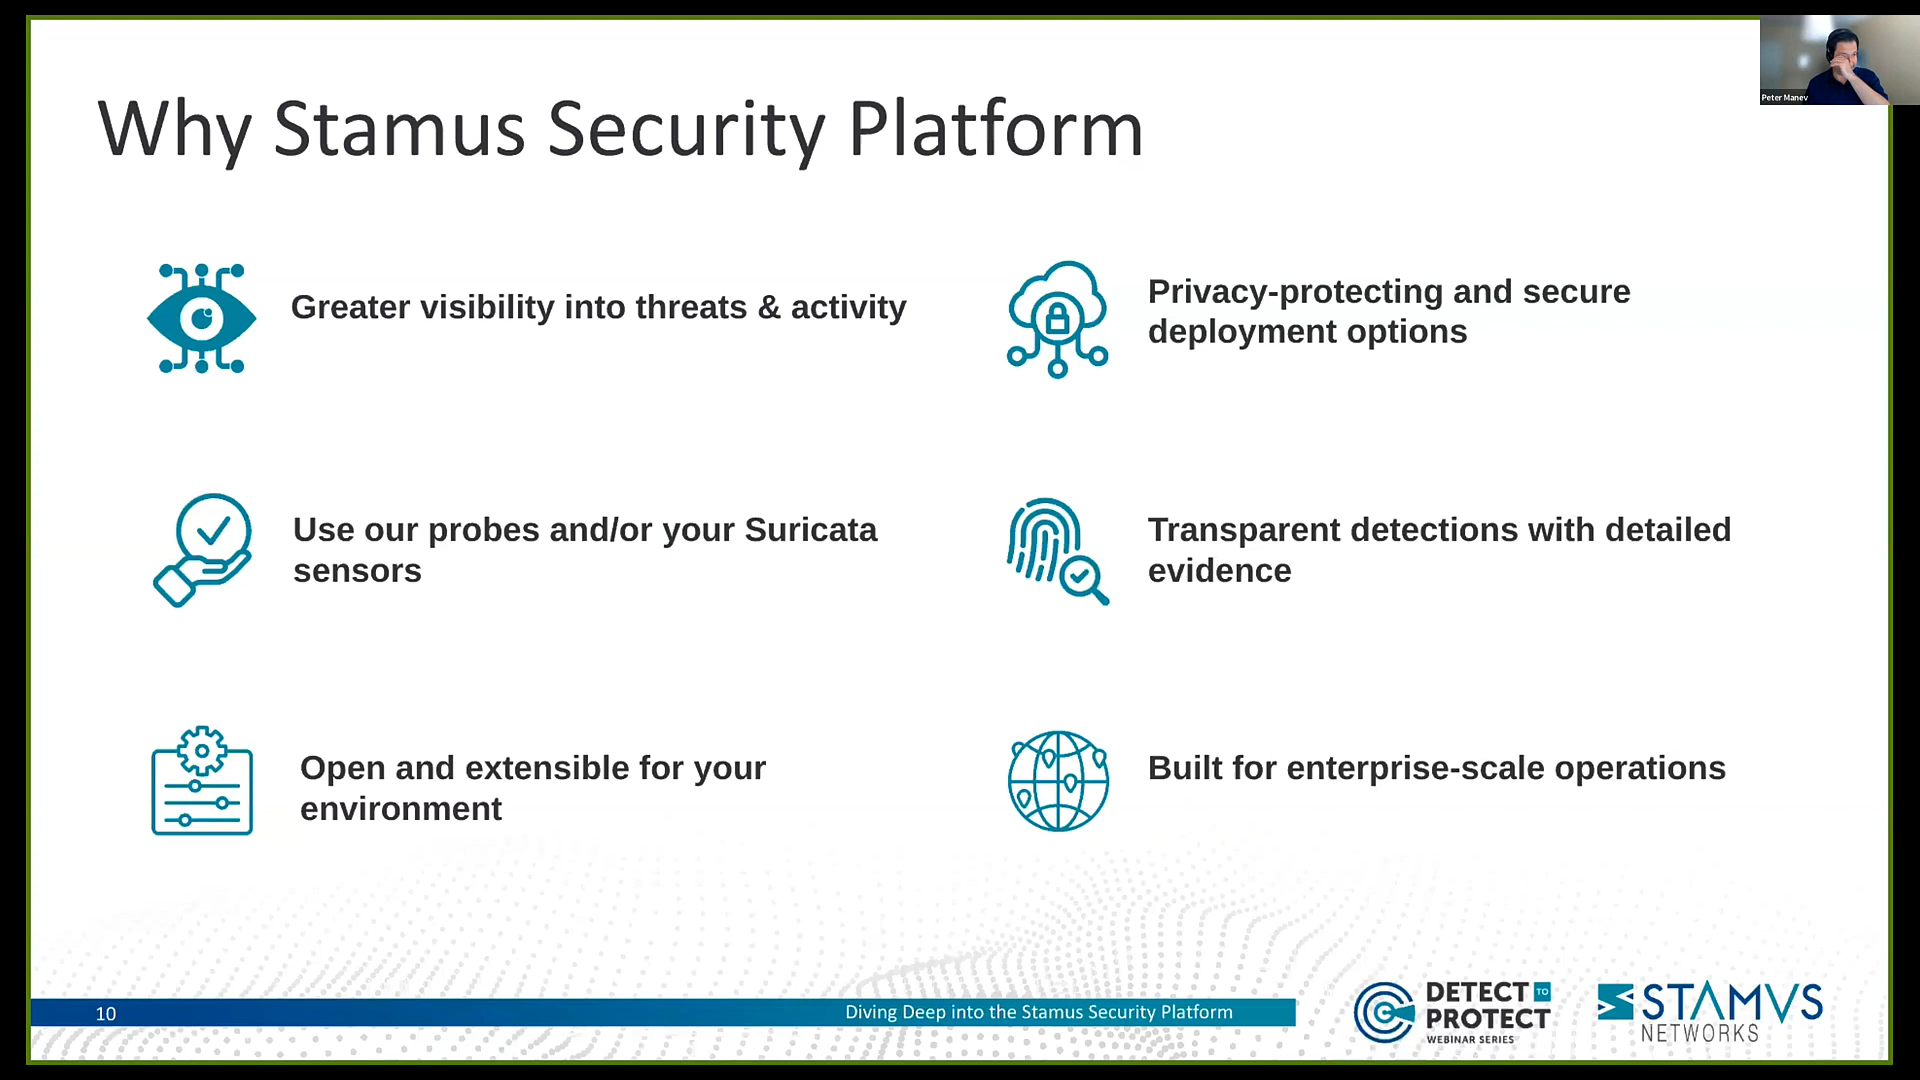 Peter Manev
Why Stamus Security Platform
Greater visibility into threats & activity
Privacy-protecting and secure
deployment options
Use our probes and/or your Suricata
sensors
Transparent detections with detailed
evidence
Open and extensible for your
environment
Built for enterprise-scale operations
10
Diving Deep into the Stamus Security Platform
DETECT TO
PROTECT
WEBINAR SERIES
STAMVS
NETWORKS